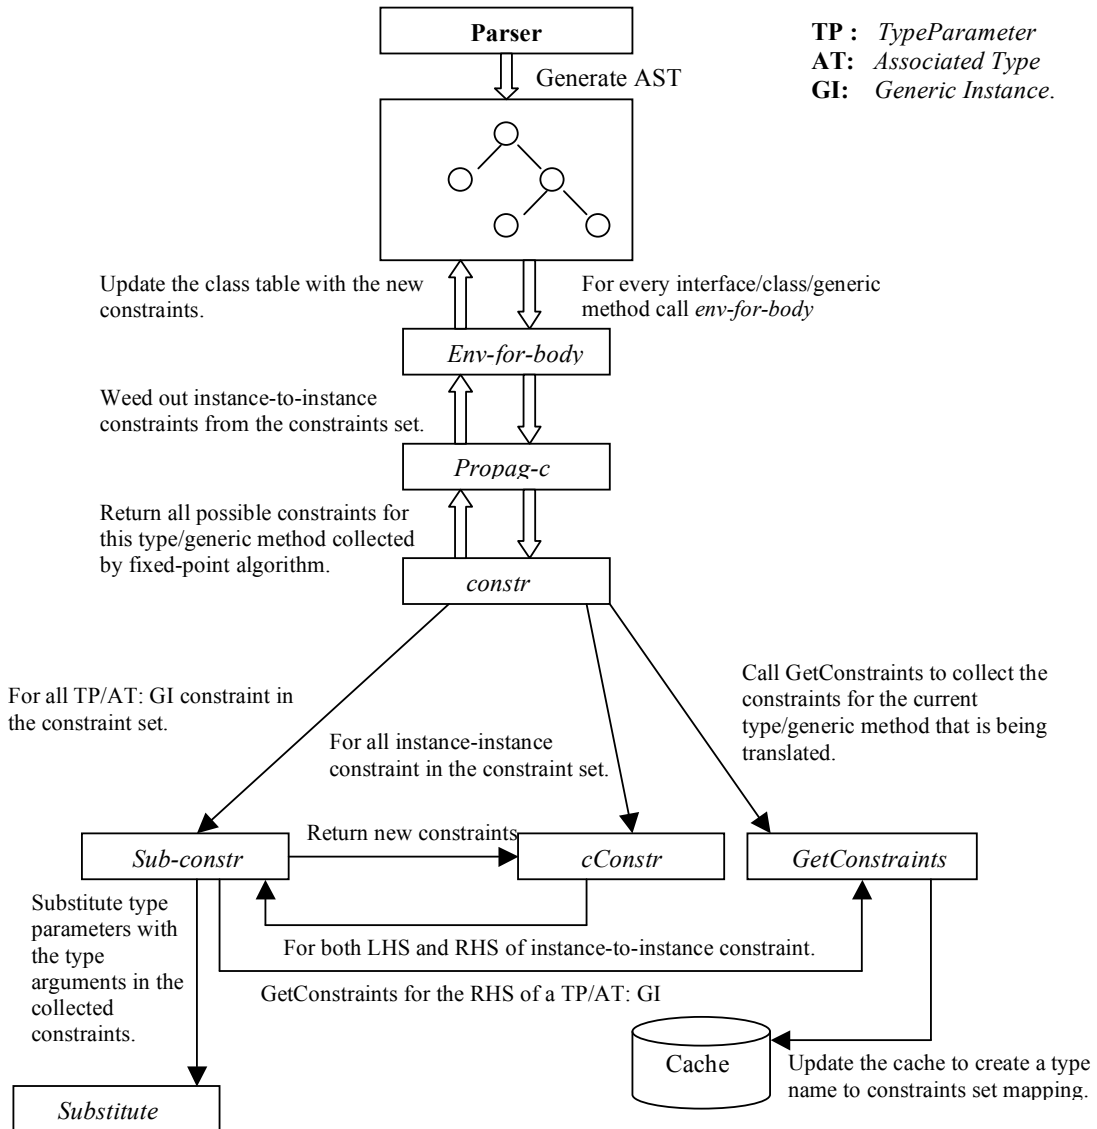 Parser
TP : TypeParameter
AT: Associated Type
GI: Generic Instance.
Generate AST
Update the class table with the new
constraints.
For every interface/class/generic
method call env-for-body
Env-for-body
Weed out instance-to-instance
constraints from the constraints set.
Propag-c
Return all possible constraints for
this type/generic method collected
by fixed-point algorithm.
constr
For all TP/AT: GI constraint in
the constraint set.
For all instance-instance
constraint in the constraint set.
Call GetConstraints to collect the
constraints for the current
type/generic method that is being
translated.
Return new constraints
Sub-constr
cConstr
GetConstraints
Substitute type
parameters with
the type
arguments in the
collected
constraints.
For both LHS and RHS of instance-to-instance constraint.
GetConstraints for the RHS of a TP/AT: GI
Cache
Update the cache to create a type
name to constraints set mapping.
Substitute